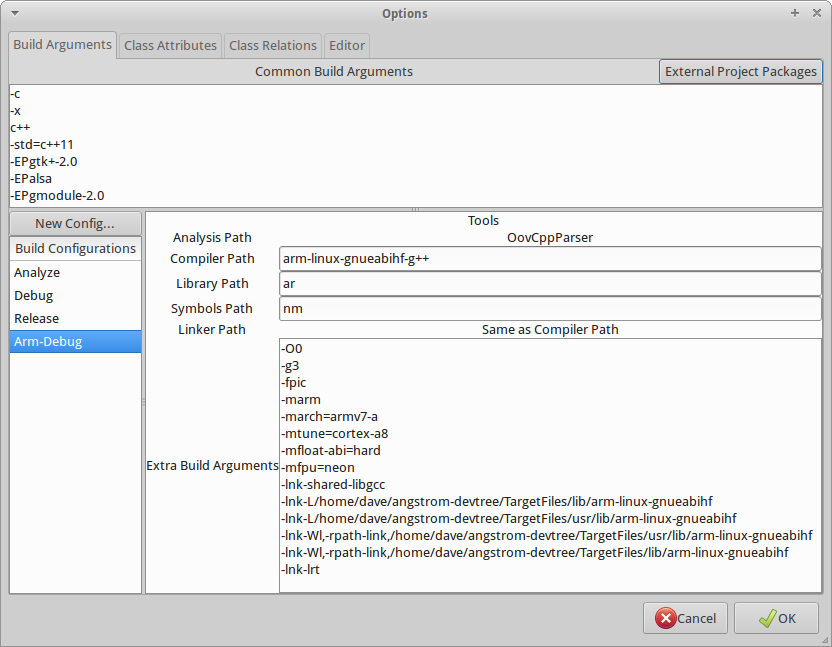 Options
Build Arguments Class Attributes Class Relations Editor
Common Build Arguments External Project Packages
-c
-x
c++
-std=c++11
-EPgtk+-2.0
-EPalsa
-EPgmodule-2.0
New Config...
Build Configurations
Analyze
Debug
Release
Arm-Debug
Tools
Analysis Path OovCppParser
Compiler Path arm-linux-gnueabihf-g++
Library Path ar
Symbols Path nm
Linker Path Same as Compiler Path
Extra Build Arguments
-O0
-g3
-fpic
-marm
-march=armv7-a
-mtune=cortex-a8
-mfloat-abi=hard
-mfpu=neon
-lnk-shared-libgcc
-lnk-L/home/dave/angstrom-devtree/TargetFiles/lib/arm-linux-gnueabihf
-lnk-L/home/dave/angstrom-devtree/TargetFiles/usr/lib/arm-linux-gnueabihf
-lnk-Wl,-rpath-link,/home/dave/angstrom-devtree/TargetFiles/usr/lib/arm-linux-gnueabihf
-lnk-Wl,-rpath-link,/home/dave/angstrom-devtree/TargetFiles/lib/arm-linux-gnueabihf
-lnk-lrt
Cancel OK